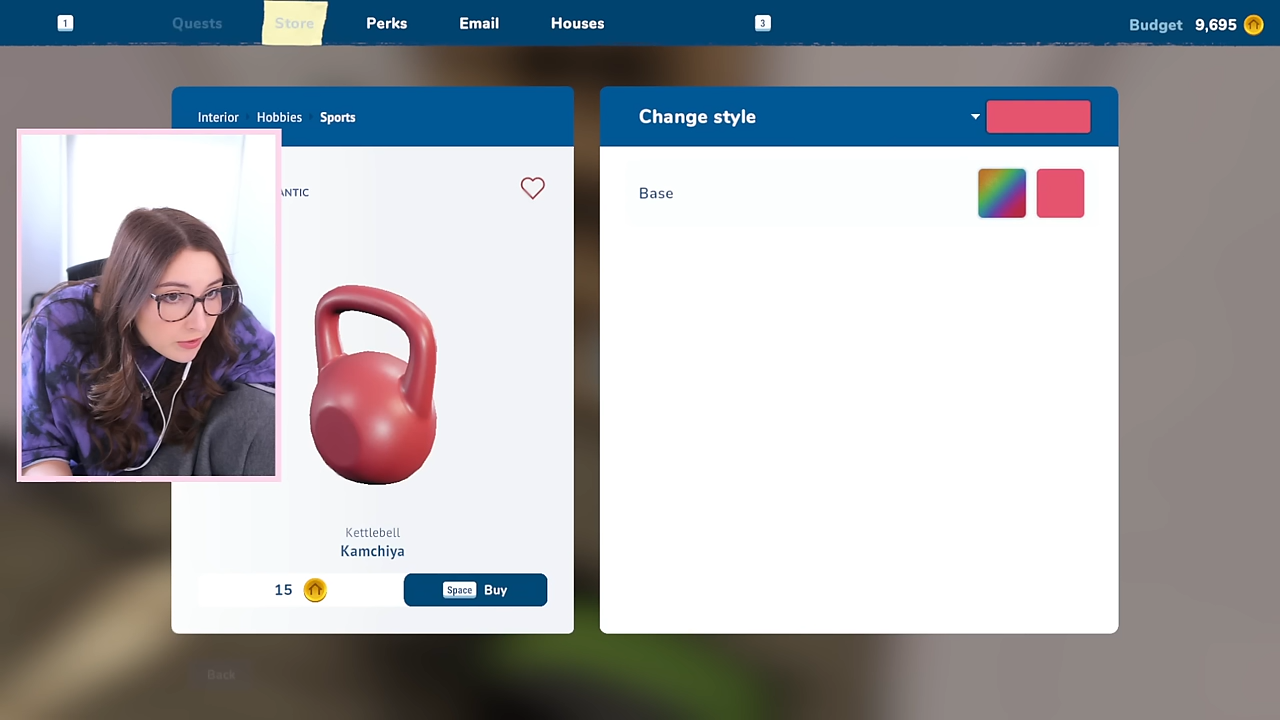 1 Quests Store Perks Email Houses 3 Budget 9,695
Interior Hobbies Sports
Change style
ANTIC
Base
Kettlebell
Kamchiya
15 Space Buy
Back